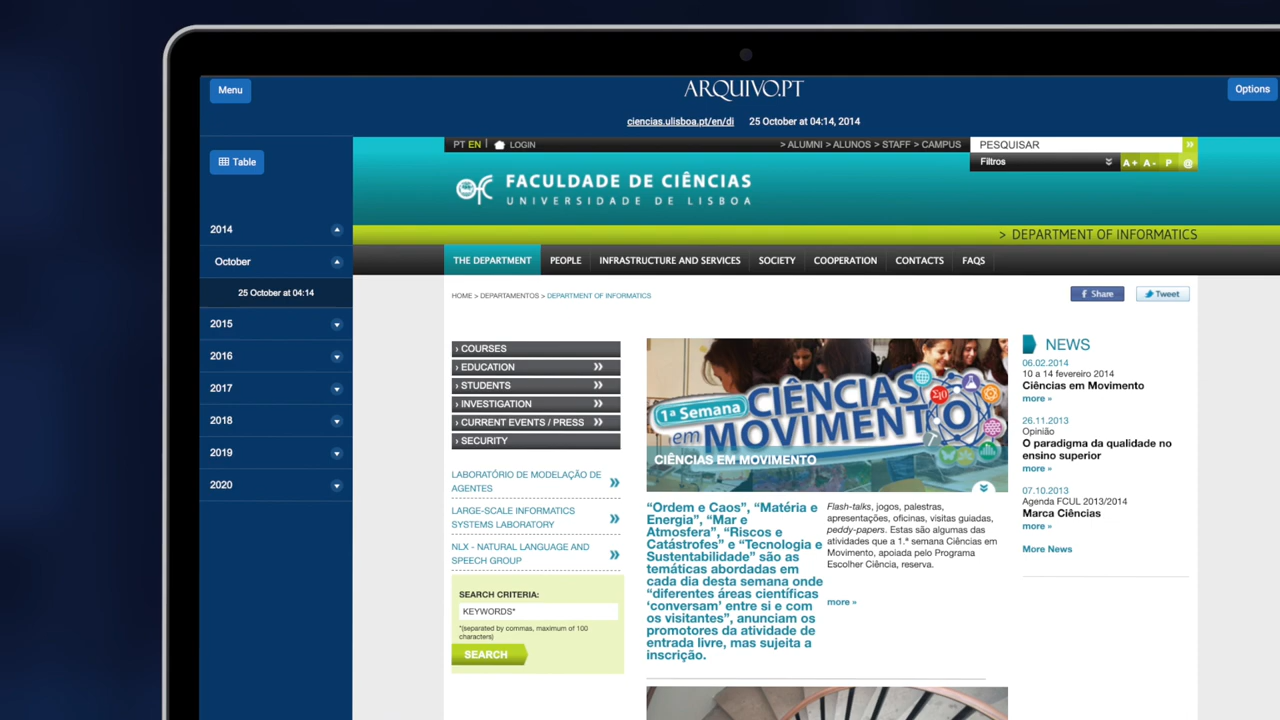 Menu
ARQUIVO.PT
Options
ciencias.ulisboa.pt/en/di 25 October at 04:14, 2014
Table
2014
October
25 October at 04:14
2015
2016
2017
2018
2019
2020
PT EN | LOGIN
> ALUMNI > ALUNOS > STAFF > CAMPUS
PESQUISAR »
Filtros
A+ A- P @
FACULDADE DE CIÊNCIAS
UNIVERSIDADE DE LISBOA
> DEPARTMENT OF INFORMATICS
THE DEPARTMENT PEOPLE INFRASTRUCTURE AND SERVICES SOCIETY COOPERATION CONTACTS FAQS
HOME > DEPARTAMENTOS > DEPARTMENT OF INFORMATICS
f Share
Tweet
› COURSES
› EDUCATION »
› STUDENTS »
› INVESTIGATION »
› CURRENT EVENTS / PRESS »
› SECURITY
LABORATÓRIO DE MODELAÇÃO DE
AGENTES »
LARGE-SCALE INFORMATICS
SYSTEMS LABORATORY »
NLX - NATURAL LANGUAGE AND
SPEECH GROUP »
SEARCH CRITERIA:
KEYWORDS*
*(separated by commas, maximum of 100
characters)
SEARCH
1ª Semana
CIÊNCIAS
em MOVIMENTO
Σπο
CIÊNCIAS EM MOVIMENTO
“Ordem e Caos”, “Matéria e
Energia”, “Mar e
Atmosfera”, “Riscos e
Catástrofes” e “Tecnologia e
Sustentabilidade” são as
temáticas abordadas em
cada dia desta semana onde
“diferentes áreas científicas
‘conversam’ entre si e com
os visitantes”, anunciam os
promotores da atividade de
entrada livre, mas sujeita a
inscrição.
Flash-talks, jogos, palestras,
apresentações, oficinas, visitas guiadas,
peddy-papers. Estas são algumas das
atividades que a 1.ª semana Ciências em
Movimento, apoiada pelo Programa
Escolher Ciência, reserva.
more »
NEWS
06.02.2014
10 a 14 fevereiro 2014
Ciências em Movimento
more »
26.11.2013
Opinião
O paradigma da qualidade no
ensino superior
more »
07.10.2013
Agenda FCUL 2013/2014
Marca Ciências
more »
More News